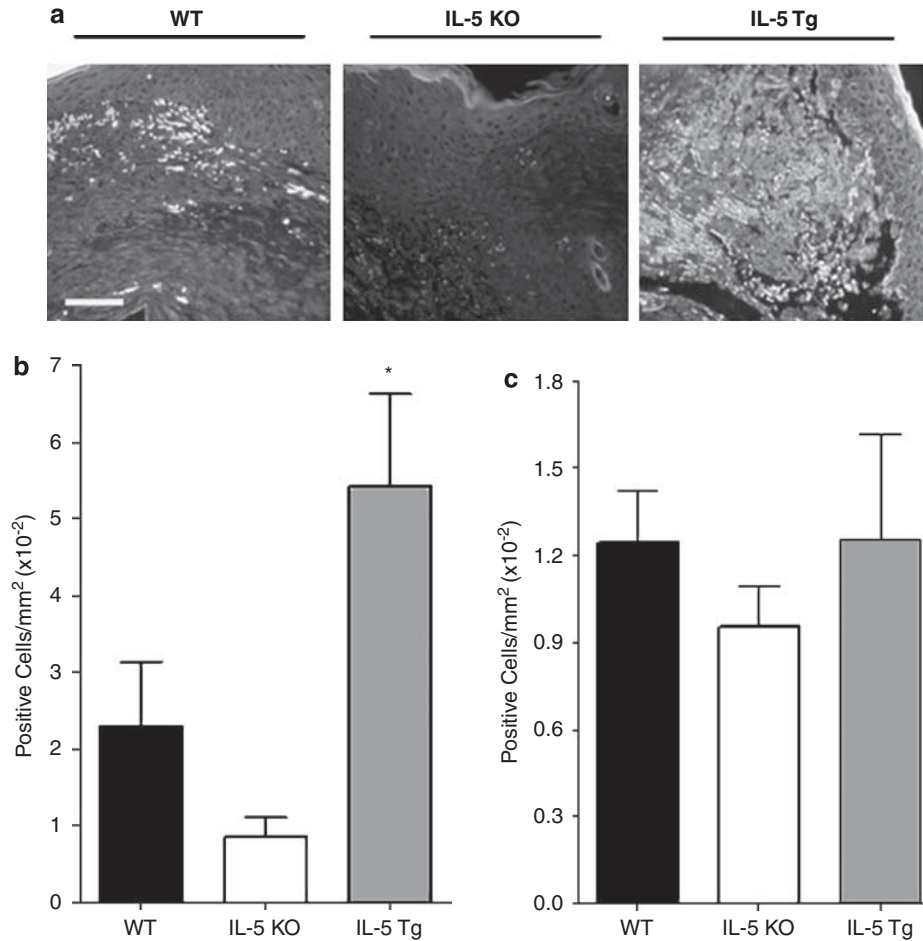 a
WT
IL-5 KO
IL-5 Tg
b
Positive Cells/mm² (x10⁻²)
7
6
5
4
3
2
1
0
*
WT
IL-5 KO
IL-5 Tg
c
Positive Cells/mm² (x10⁻²)
1.8
1.5
1.2
0.9
0.6
0.3
0.0
WT
IL-5 KO
IL-5 Tg